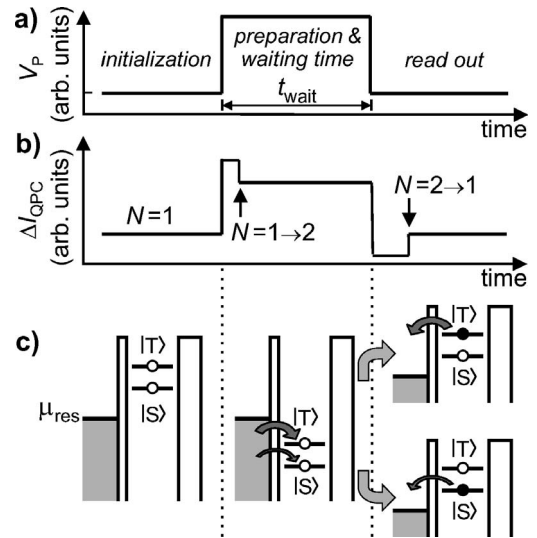 a)
V_P
(arb. units)
initialization
preparation &
waiting time
t_wait
read out
time
b)
ΔI_QPC
(arb. units)
N=1
N=1→2
N=2→1
time
c)
μ_res
|T⟩
|S⟩
|T⟩
|S⟩
|T⟩
|S⟩
|T⟩
|S⟩